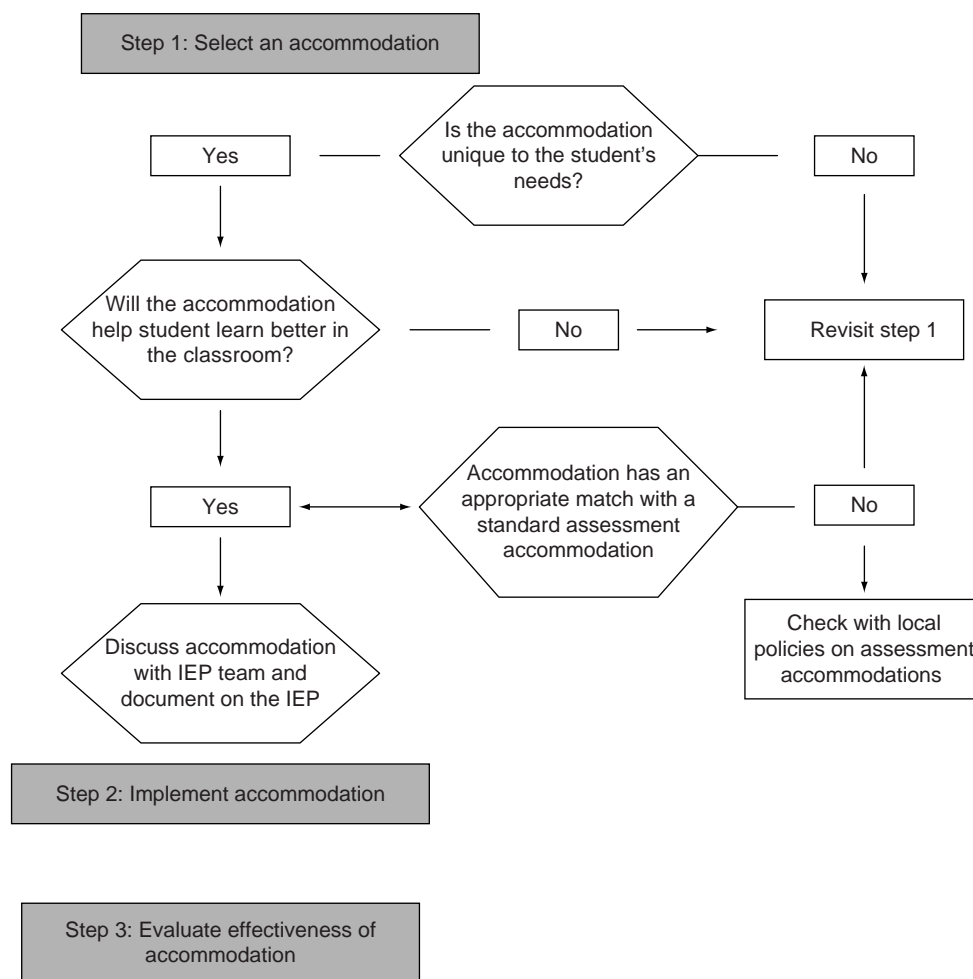 Step 1: Select an accommodation
Is the accommodation
unique to the student's
needs?
Yes
No
Will the accommodation
help student learn better in
the classroom?
No
Revisit step 1
Yes
Accommodation has an
appropriate match with a
standard assessment
accommodation
No
Discuss accommodation
with IEP team and
document on the IEP
Check with local
policies on assessment
accommodations
Step 2: Implement accommodation
Step 3: Evaluate effectiveness of
accommodation